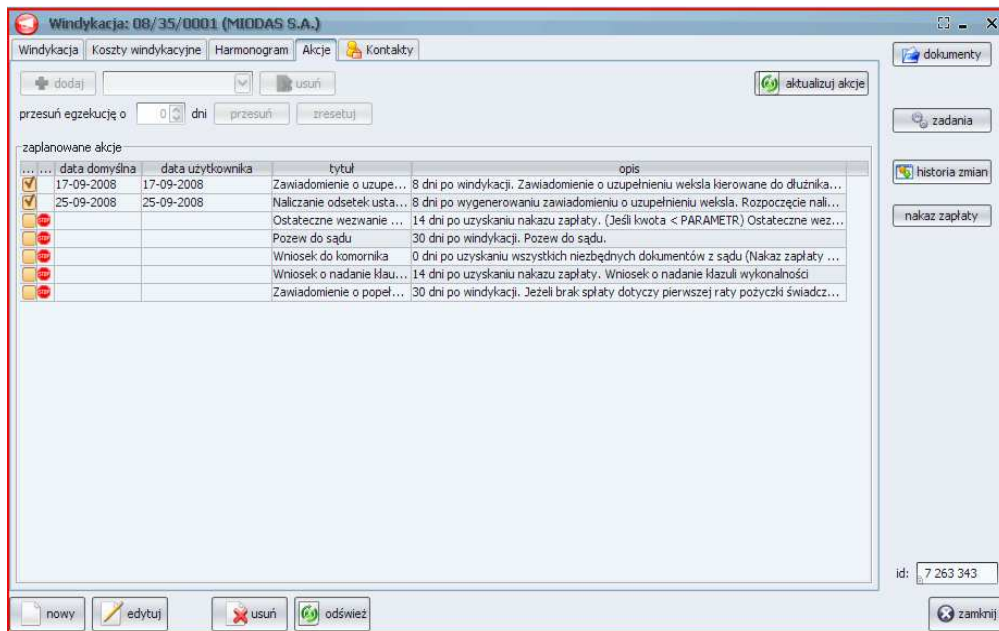 Windykacja: 08/35/0001 (MIODAS S.A.)
Windykacja Koszty windykacyjne Harmonogram Akcje Kontakty
dodaj usuń aktualizuj akcje
przesuń egzekucję o 0 dni przesuń zresetuj
zaplanowane akcje
... ... data domyślna data użytkownika tytuł opis
17-09-2008 17-09-2008 Zawiadomienie o uzupe... 8 dni po windykacji. Zawiadomienie o uzupełnieniu weksla kierowane do dłużnika...
25-09-2008 25-09-2008 Naliczanie odsetek usta... 8 dni po wygenerowaniu zawiadomieniu o uzupełnieniu weksla. Rozpoczęcie nali...
STOP Ostateczne wezwanie ... 14 dni po uzyskaniu nakazu zapłaty. (Jeśli kwota < PARAMETR) Ostateczne wez...
STOP Pozew do sądu 30 dni po windykacji. Pozew do sądu.
STOP Wniosek do komornika 0 dni po uzyskaniu wszystkich niezbędnych dokumentów z sądu (Nakaz zapłaty ...
STOP Wniosek o nadanie klau... 14 dni po uzyskaniu nakazu zapłaty. Wniosek o nadanie klazuli wykonalności
STOP Zawiadomienie o popeł... 30 dni po windykacji. Jeżeli brak spłaty dotyczy pierwszej raty pożyczki świadcz...
dokumenty
zadania
historia zmian
nakaz zapłaty
id: 7 263 343
nowy edytuj usuń odśwież zamknij